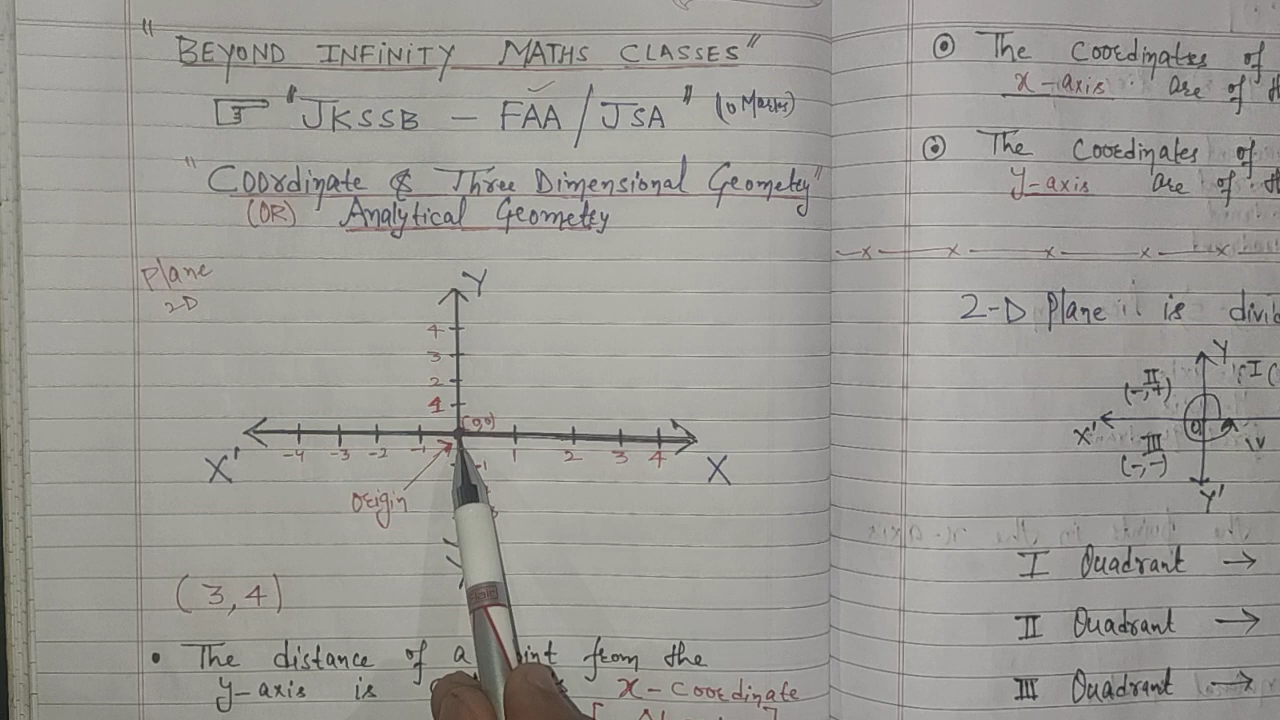 "BEYOND INFINITY MATHS CLASSES"
"JKSSB - FAA/JSA" (10 Marks)
"Coordinate & Three Dimensional Geometry"
(OR) Analytical Geometry
Plane
2-D
Y
4
3
2
1
(0,0)
-4 -3 -2 -1 1 2 3 4
X' X
-1
Origin
(3,4)
• The distance of a
from the
y-axis is
x-coordinate
The Coordinates of
x-axis are of
The Coordinates of
y-axis are of
2-D Plane is
Y
II I
(-,+)
X' O
III IV
(-,-)
Y'
I Quadrant →
II Quadrant →
III Quadrant →